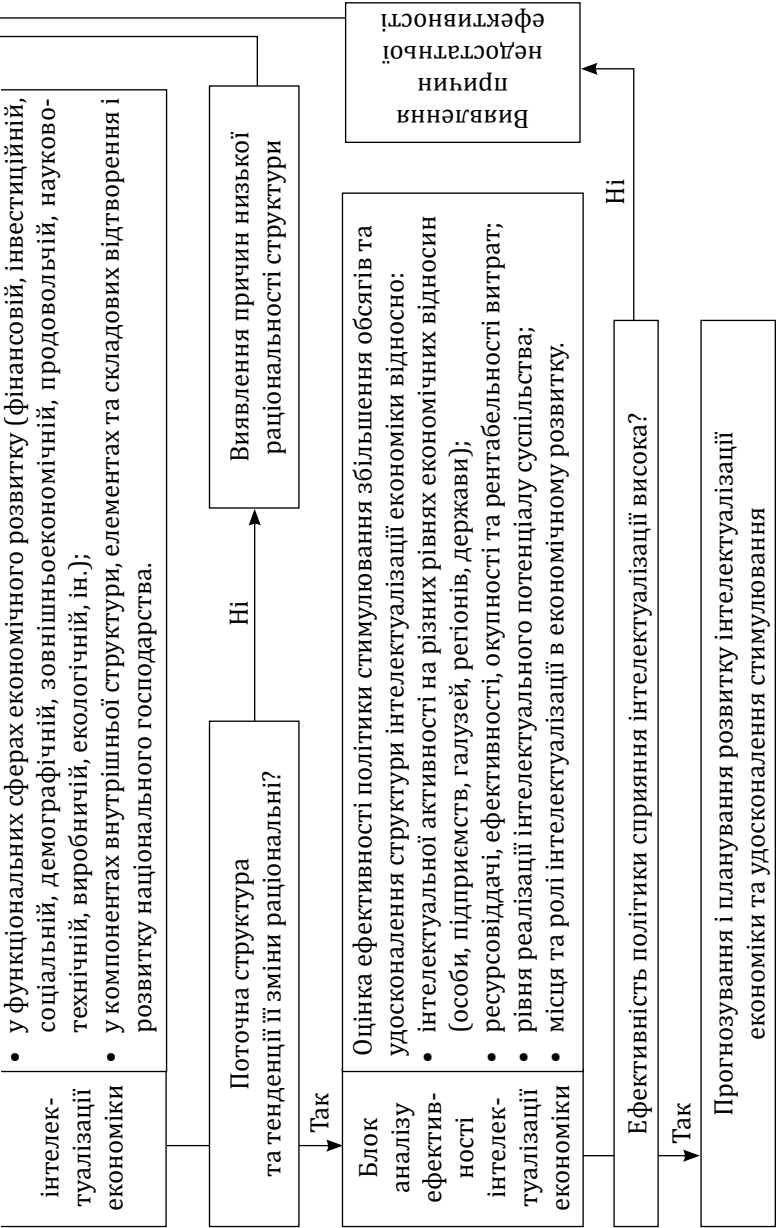 інтелек-
туалізації
економіки
• у функціональних сферах економічного розвитку (фінансовій, інвестиційній,
соціальній, демографічній, зовнішньоекономічній, продовольчій, науково-
технічній, виробничій, екологічній, ін.);
• у компонентах внутрішньої структури, елементах та складових відтворення і
розвитку національного господарства.
Поточна структура
та тенденції її зміни раціональні?
Ні
Виявлення причин низької
раціональності структури
Так
Блок
аналізу
ефектив-
ності
інтелек-
туалізації
економіки
Оцінка ефективності політики стимулювання збільшення обсягів та
удосконалення структури інтелектуалізації економіки відносно:
• інтелектуальної активності на різних рівнях економічних відносин
(особи, підприємств, галузей, регіонів, держави);
• ресурсовіддачі, ефективності, окупності та рентабельності витрат;
• рівня реалізації інтелектуального потенціалу суспільства;
• місця та ролі інтелектуалізації в економічному розвитку.
Ефективність політики сприяння інтелектуалізації висока?
Ні
Виявлення
причин
недостатньої
ефективності
Так
Прогнозування і планування розвитку інтелектуалізації
економіки та удосконалення стимулювання